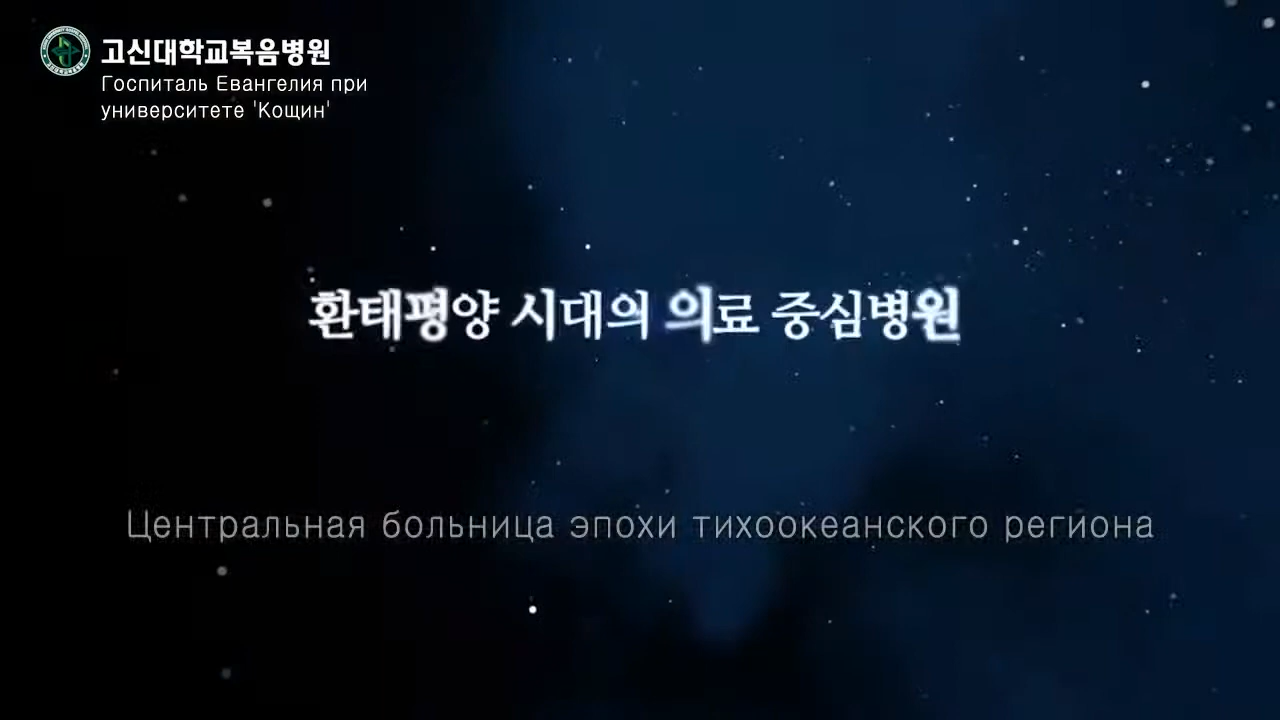 고신대학교복음병원
Госпиталь Евангелия при
университете 'Кощин'
환태평양 시대의 의료 중심병원
Центральная больница эпохи тихоокеанского региона